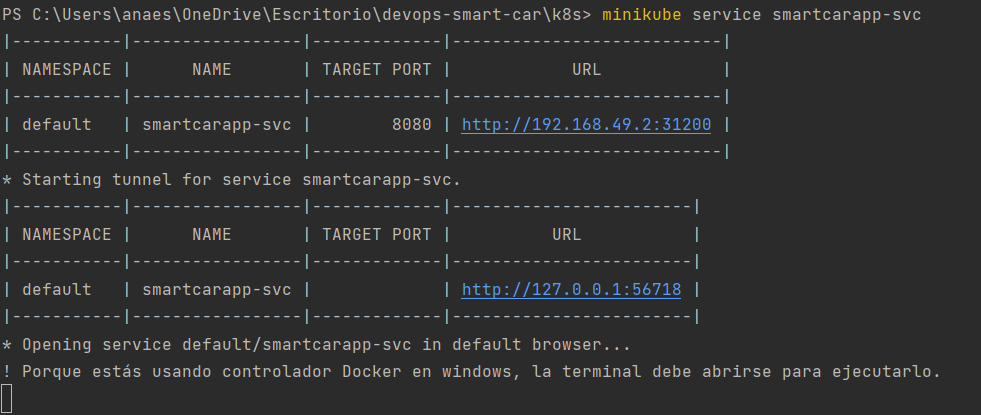 PS C:\Users\anaes\OneDrive\Escritorio\devops-smart-car\k8s> minikube service smartcarapp-svc
|-----------|-----------------|-------------|---------------------------|
| NAMESPACE |      NAME       | TARGET PORT |            URL            |
|-----------|-----------------|-------------|---------------------------|
| default   | smartcarapp-svc |        8080 | http://192.168.49.2:31200 |
|-----------|-----------------|-------------|---------------------------|
* Starting tunnel for service smartcarapp-svc.
|-----------|-----------------|-------------|------------------------|
| NAMESPACE |      NAME       | TARGET PORT |          URL           |
|-----------|-----------------|-------------|------------------------|
| default   | smartcarapp-svc |             | http://127.0.0.1:56718 |
|-----------|-----------------|-------------|------------------------|
* Opening service default/smartcarapp-svc in default browser...
! Porque estás usando controlador Docker en windows, la terminal debe abrirse para ejecutarlo.